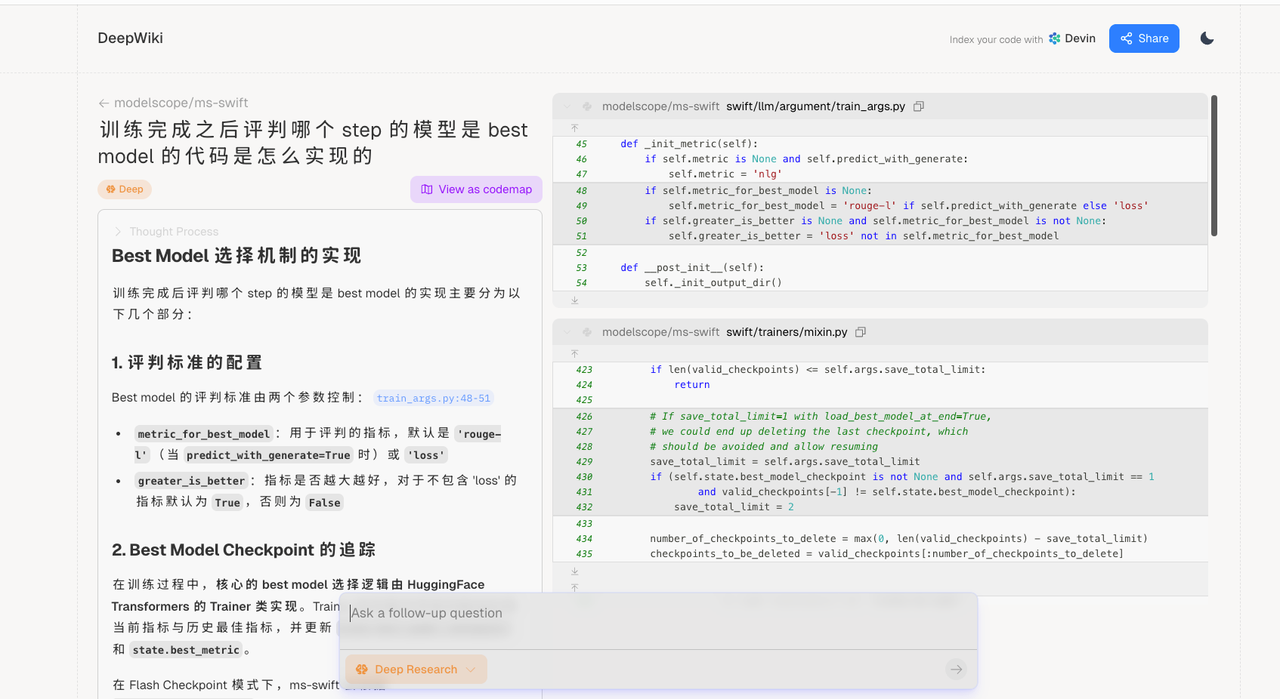 DeepWiki
Index your code with Devin
Share
modelscope/ms-swift
训练完成之后评判哪个 step 的模型是 best
model 的代码是怎么实现的
Deep
View as codemap
Thought Process
Best Model 选择机制的实现
训练完成后评判哪个 step 的模型是 best model 的实现主要分为以
下几个部分：
1. 评判标准的配置
Best model 的评判标准由两个参数控制： train_args.py:48-51
• metric_for_best_model：用于评判的指标，默认是 'rouge-
l'（当 predict_with_generate=True 时）或 'loss'
• greater_is_better：指标是否越大越好，对于不包含 'loss' 的
指标默认为 True，否则为 False
2. Best Model Checkpoint 的追踪
在训练过程中，核心的 best model 选择逻辑由 HuggingFace
Transformers 的 Trainer 类实现。Train
当前指标与历史最佳指标，并更新
和 state.best_metric。
在 Flash Checkpoint 模式下，ms-swift
modelscope/ms-swift swift/llm/argument/train_args.py
45 def _init_metric(self):
46 if self.metric is None and self.predict_with_generate:
47 self.metric = 'nlg'
48 if self.metric_for_best_model is None:
49 self.metric_for_best_model = 'rouge-l' if self.predict_with_generate else 'loss'
50 if self.greater_is_better is None and self.metric_for_best_model is not None:
51 self.greater_is_better = 'loss' not in self.metric_for_best_model
52
53 def __post_init__(self):
54 self._init_output_dir()
modelscope/ms-swift swift/trainers/mixin.py
423 if len(valid_checkpoints) <= self.args.save_total_limit:
424 return
425
426 # If save_total_limit=1 with load_best_model_at_end=True,
427 # we could end up deleting the last checkpoint, which
428 # should be avoided and allow resuming
429 save_total_limit = self.args.save_total_limit
430 if (self.state.best_model_checkpoint is not None and self.args.save_total_limit == 1
431 and valid_checkpoints[-1] != self.state.best_model_checkpoint):
432 save_total_limit = 2
433
434 number_of_checkpoints_to_delete = max(0, len(valid_checkpoints) - save_total_limit)
435 checkpoints_to_be_deleted = valid_checkpoints[:number_of_checkpoints_to_delete]
Ask a follow-up question
Deep Research